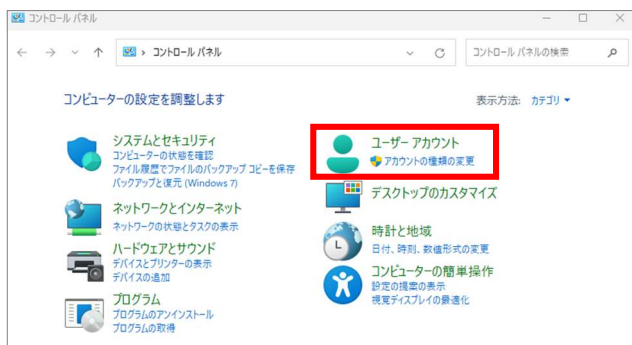 コントロール パネル
コントロール パネル
コントロール パネルの検索
コンピューターの設定を調整します
表示方法: カテゴリ
システムとセキュリティ
コンピューターの状態を確認
ファイル履歴でファイルのバックアップ コピーを保存
バックアップと復元 (Windows 7)
ネットワークとインターネット
ネットワークの状態とタスクの表示
ハードウェアとサウンド
デバイスとプリンターの表示
デバイスの追加
プログラム
プログラムのアンインストール
プログラムの取得
ユーザー アカウント
アカウントの種類の変更
デスクトップのカスタマイズ
時計と地域
日付、時刻、数値形式の変更
コンピューターの簡単操作
設定の提案の表示
視覚ディスプレイの最適化